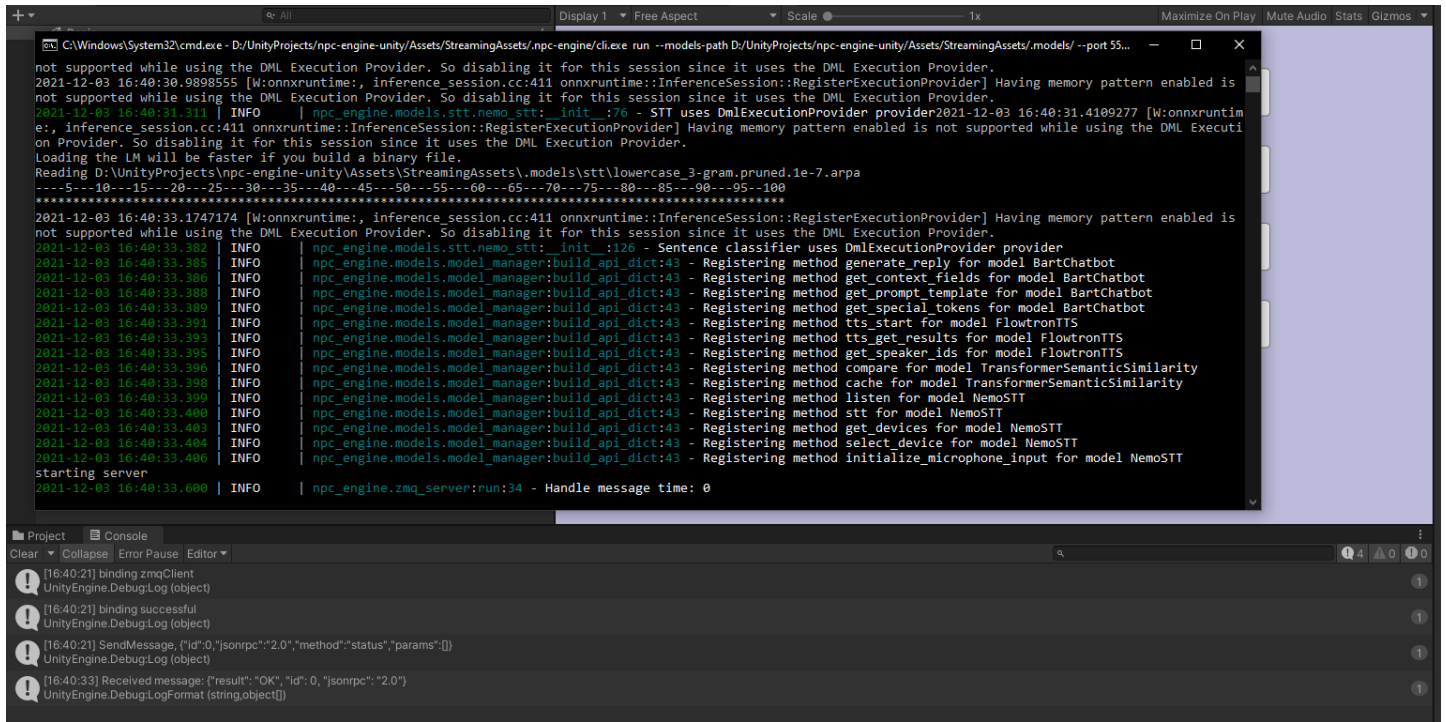 All
Display 1 Free Aspect Scale 1x Maximize On Play Mute Audio Stats Gizmos
C:\Windows\System32\cmd.exe - D:/UnityProjects/npc-engine-unity/Assets/StreamingAssets/.npc-engine/cli.exe run --models-path D:/UnityProjects/npc-engine-unity/Assets/StreamingAssets/.models/ --port 55...
not supported while using the DML Execution Provider. So disabling it for this session since it uses the DML Execution Provider.
2021-12-03 16:40:30.9898555 [W:onnxruntime:, inference_session.cc:411 onnxruntime::InferenceSession::RegisterExecutionProvider] Having memory pattern enabled is
not supported while using the DML Execution Provider. So disabling it for this session since it uses the DML Execution Provider.
2021-12-03 16:40:31.311 | INFO | npc_engine.models.stt.nemo_stt:__init__:76 - STT uses DmlExecutionProvider provider2021-12-03 16:40:31.4109277 [W:onnxruntim
e:, inference_session.cc:411 onnxruntime::InferenceSession::RegisterExecutionProvider] Having memory pattern enabled is not supported while using the DML Executi
on Provider. So disabling it for this session since it uses the DML Execution Provider.
Loading the LM will be faster if you build a binary file.
Reading D:\UnityProjects\npc-engine-unity\Assets\StreamingAssets\.models\stt\lowercase_3-gram.pruned.1e-7.arpa
----5---10---15---20---25---30---35---40---45---50---55---60---65---70---75---80---85---90---95--100
****************************************************************************************************
2021-12-03 16:40:33.1747174 [W:onnxruntime:, inference_session.cc:411 onnxruntime::InferenceSession::RegisterExecutionProvider] Having memory pattern enabled is
not supported while using the DML Execution Provider. So disabling it for this session since it uses the DML Execution Provider.
2021-12-03 16:40:33.382 | INFO | npc_engine.models.stt.nemo_stt:__init__:126 - Sentence classifier uses DmlExecutionProvider provider
2021-12-03 16:40:33.385 | INFO | npc_engine.models.model_manager:build_api_dict:43 - Registering method generate_reply for model BartChatbot
2021-12-03 16:40:33.386 | INFO | npc_engine.models.model_manager:build_api_dict:43 - Registering method get_context_fields for model BartChatbot
2021-12-03 16:40:33.388 | INFO | npc_engine.models.model_manager:build_api_dict:43 - Registering method get_prompt_template for model BartChatbot
2021-12-03 16:40:33.389 | INFO | npc_engine.models.model_manager:build_api_dict:43 - Registering method get_special_tokens for model BartChatbot
2021-12-03 16:40:33.391 | INFO | npc_engine.models.model_manager:build_api_dict:43 - Registering method tts_start for model FlowtronTTS
2021-12-03 16:40:33.393 | INFO | npc_engine.models.model_manager:build_api_dict:43 - Registering method tts_get_results for model FlowtronTTS
2021-12-03 16:40:33.395 | INFO | npc_engine.models.model_manager:build_api_dict:43 - Registering method get_speaker_ids for model FlowtronTTS
2021-12-03 16:40:33.396 | INFO | npc_engine.models.model_manager:build_api_dict:43 - Registering method compare for model TransformerSemanticSimilarity
2021-12-03 16:40:33.398 | INFO | npc_engine.models.model_manager:build_api_dict:43 - Registering method cache for model TransformerSemanticSimilarity
2021-12-03 16:40:33.399 | INFO | npc_engine.models.model_manager:build_api_dict:43 - Registering method listen for model NemoSTT
2021-12-03 16:40:33.400 | INFO | npc_engine.models.model_manager:build_api_dict:43 - Registering method stt for model NemoSTT
2021-12-03 16:40:33.403 | INFO | npc_engine.models.model_manager:build_api_dict:43 - Registering method get_devices for model NemoSTT
2021-12-03 16:40:33.404 | INFO | npc_engine.models.model_manager:build_api_dict:43 - Registering method select_device for model NemoSTT
2021-12-03 16:40:33.406 | INFO | npc_engine.models.model_manager:build_api_dict:43 - Registering method initialize_microphone_input for model NemoSTT
starting server
2021-12-03 16:40:33.600 | INFO | npc_engine.zmq_server:run:34 - Handle message time: 0
Project Console
Clear Collapse Error Pause Editor 4 0 0
[16:40:21] binding zmqClient
UnityEngine.Debug:Log (object)
1
[16:40:21] binding successful
UnityEngine.Debug:Log (object)
1
[16:40:21] SendMessage, {"id":0,"jsonrpc":"2.0","method":"status","params":[]}
UnityEngine.Debug:Log (object)
1
[16:40:33] Received message: {"result": "OK", "id": 0, "jsonrpc": "2.0"}
UnityEngine.Debug:LogFormat (string,object[])
1